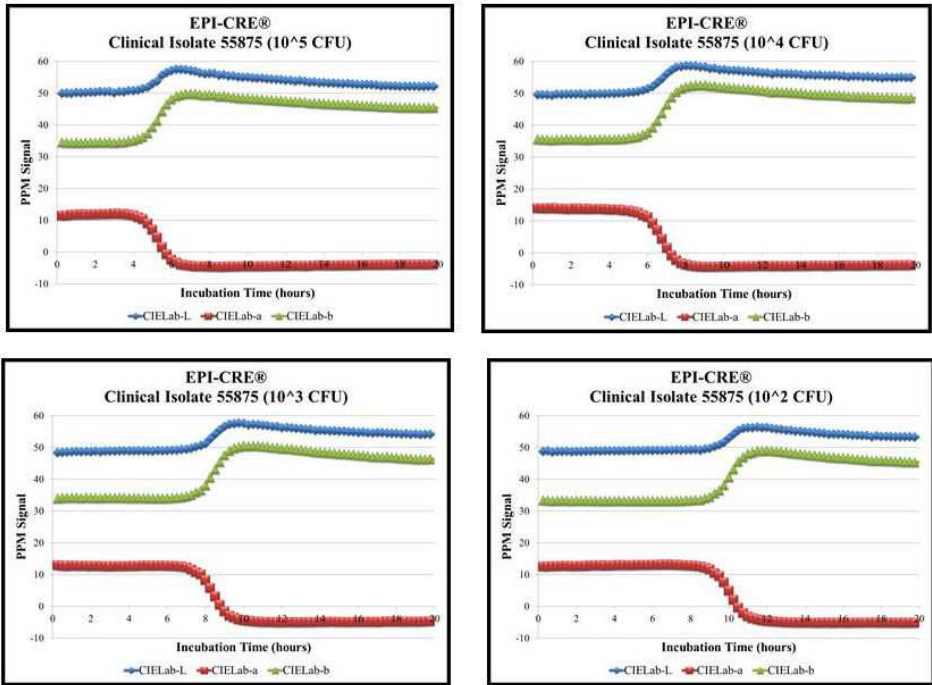 EPI-CRE®
Clinical Isolate 55875 (10^5 CFU)
60
50
40
30
20
10
0
-10
PPM Signal
0 2 4 6 8 10 12 14 16 18 20
Incubation Time (hours)
CIELab-L CIELab-a CIELab-b
EPI-CRE®
Clinical Isolate 55875 (10^4 CFU)
60
50
40
30
20
10
0
-10
PPM Signal
0 2 4 6 8 10 12 14 16 18 20
Incubation Time (hours)
CIELab-L CIELab-a CIELab-b
EPI-CRE®
Clinical Isolate 55875 (10^3 CFU)
60
50
40
30
20
10
0
-10
PPM Signal
0 2 4 6 8 10 12 14 16 18 20
Incubation Time (hours)
CIELab-L CIELab-a CIELab-b
EPI-CRE®
Clinical Isolate 55875 (10^2 CFU)
60
50
40
30
20
10
0
-10
PPM Signal
0 2 4 6 8 10 12 14 16 18 20
Incubation Time (hours)
CIELab-L CIELab-a CIELab-b